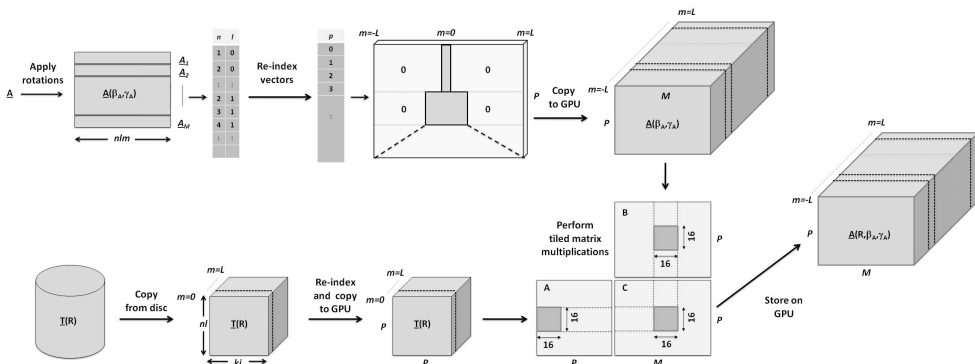 A
Apply
rotations
A(βA,γA)
A1
A2
AM
nlm
n l
1 0
2 0
: :
2 1
3 1
4 1
: :
Re-index
vectors
p
0
1
2
3
:
m=-L m=0 m=L
0 0
0 0
P
Copy
to GPU
m=L
m=-L
P
M
A(βA,γA)
m=L
m=-L
P
A(R,βA,γA)
M
Perform
tiled matrix
multiplications
B
16
16
P
A
16
16
P
C
16
16
P
M
Store on
GPU
T(R)
Copy
from disc
m=L
m=0
nl
T(R)
kj
Re-index
and copy
to GPU
m=L
m=0
P
T(R)
P